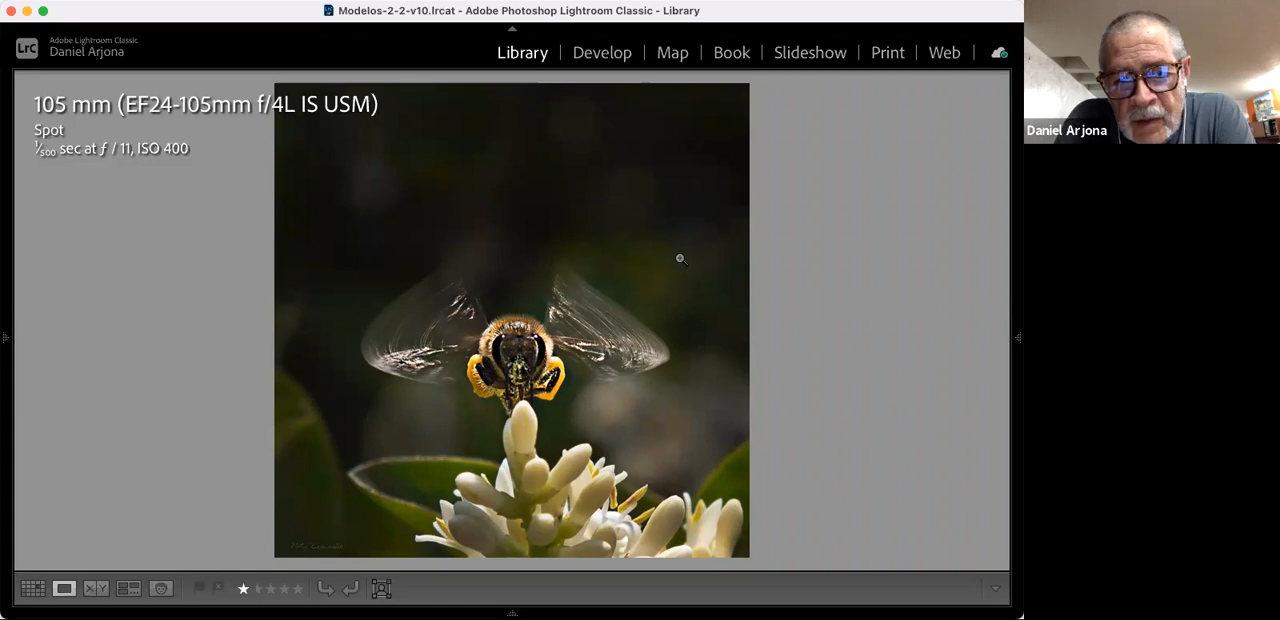 Modelos-2-2-v10.lrcat - Adobe Photoshop Lightroom Classic - Library
LrC
Adobe Lightroom Classic
Daniel Arjona
Library | Develop | Map | Book | Slideshow | Print | Web |
105 mm (EF24-105mm f/4L IS USM)
Spot
1/500 sec at ƒ / 11, ISO 400
Daniel Arjona
X Y